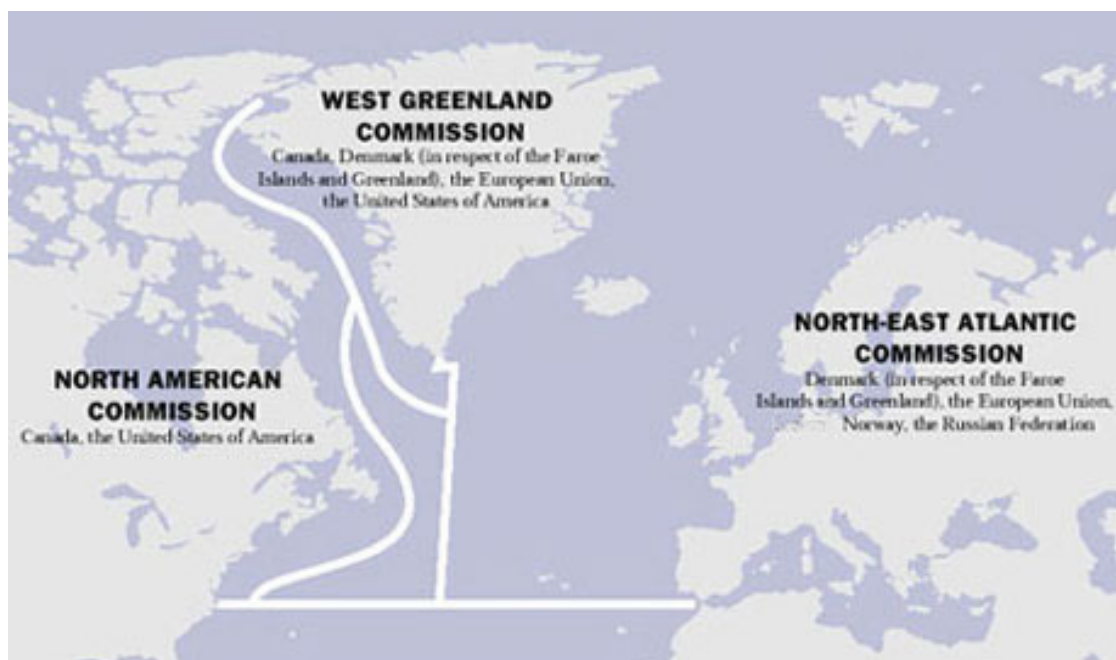 WEST GREENLAND
COMMISSION
Canada, Denmark (in respect of the Faroe
Islands and Greenland), the European Union,
the United States of America
NORTH-EAST ATLANTIC
COMMISSION
Denmark (in respect of the Faroe
Islands and Greenland), the European Union,
Norway, the Russian Federation
NORTH AMERICAN
COMMISSION
Canada, the United States of America